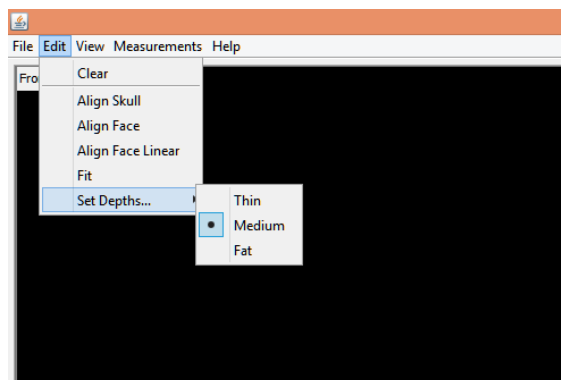 File Edit View Measurements Help
Fro
Clear
Align Skull
Align Face
Align Face Linear
Fit
Set Depths...
Thin
Medium
Fat